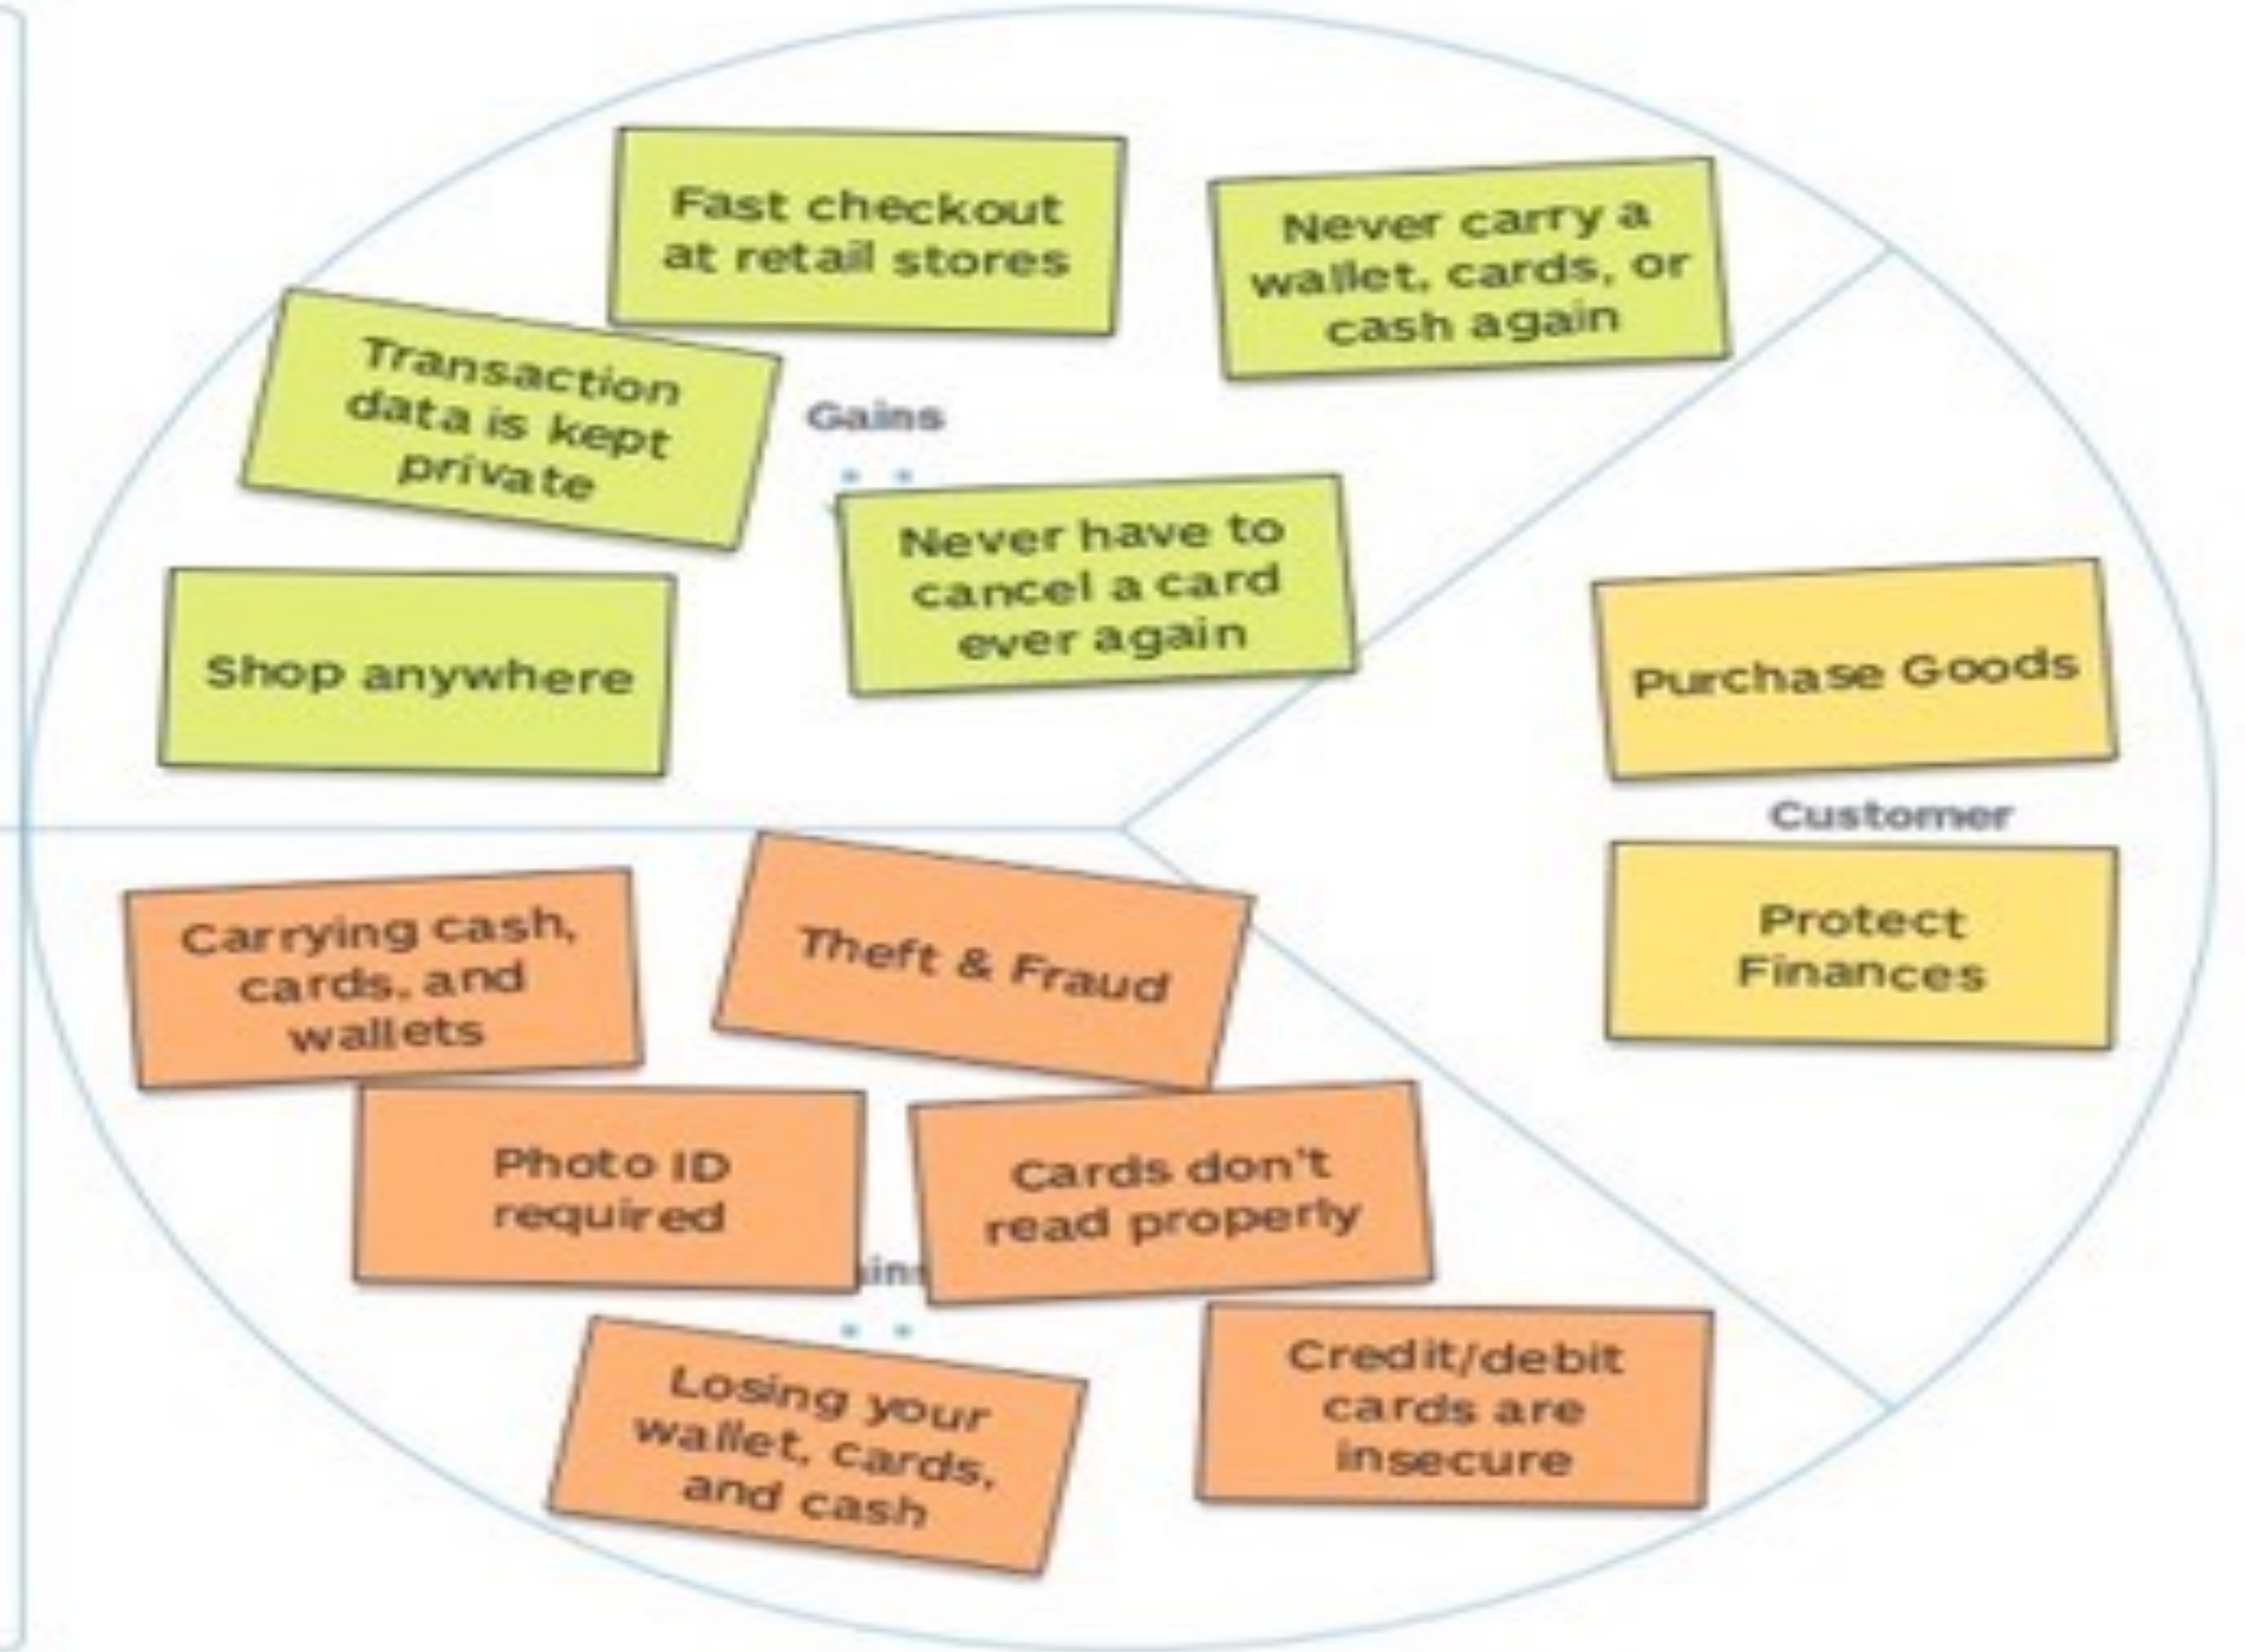 Fast checkout
at retail stores
Never carry a
wallet, cards, or
cash again
Transaction
data is kept
private
Gains
Never have to
cancel a card
ever again
Shop anywhere
Purchase Goods
Customer
Protect
Finances
Carrying cash,
cards, and
wallets
Theft & Fraud
Photo ID
required
Cards don't
read properly
Losing your
wallet, cards,
and cash
Credit/debit
cards are
insecure